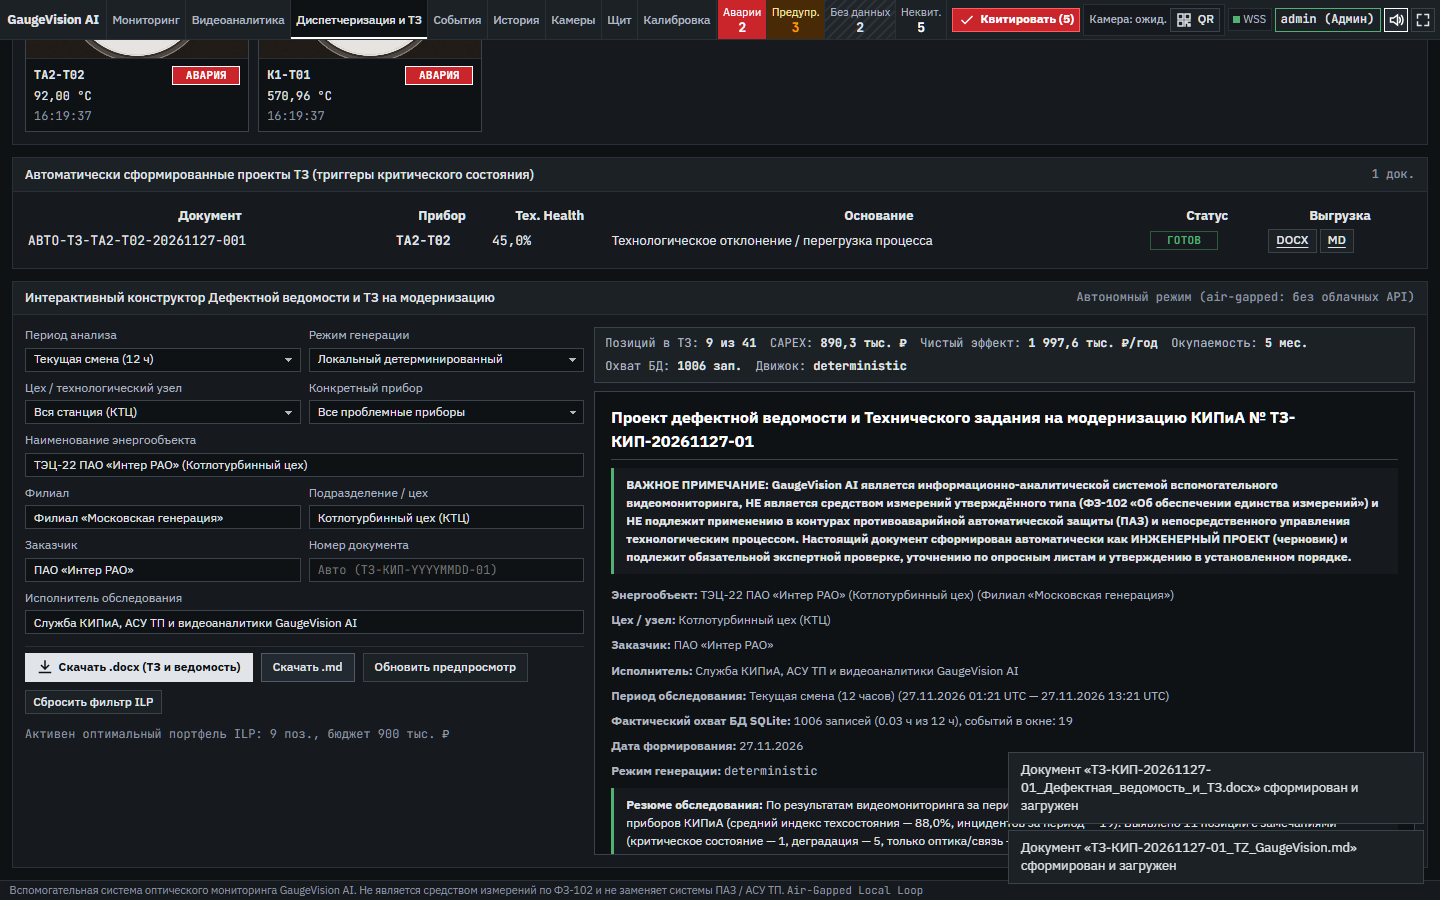 GaugeVision AI Мониторинг Видеоаналитика Диспетчеризация и ТЗ События История Камеры Щит Калибровка Аварии 2 Предупр. 3 Без данных 2 Неквит. 5 Квитировать (5) Камера: ожид. QR WSS admin (Админ)
TA2-T02 АВАРИЯ K1-T01 АВАРИЯ
92,00 °C 570,96 °C
16:19:37 16:19:37
Автоматически сформированные проекты ТЗ (триггеры критического состояния) 1 док.
Документ Прибор Тех. Health Основание Статус Выгрузка
АВТО-ТЗ-TA2-T02-20261127-001 TA2-T02 45,0% Технологическое отклонение / перегрузка процесса ГОТОВ DOCX MD
Интерактивный конструктор Дефектной ведомости и ТЗ на модернизацию Автономный режим (air-gapped: без облачных API)
Период анализа Режим генерации
Текущая смена (12 ч) Локальный детерминированный
Цех / технологический узел Конкретный прибор
Вся станция (КТЦ) Все проблемные приборы
Наименование энергообъекта
ТЭЦ-22 ПАО «Интер РАО» (Котлотурбинный цех)
Филиал Подразделение / цех
Филиал «Московская генерация» Котлотурбинный цех (КТЦ)
Заказчик Номер документа
ПАО «Интер РАО» Авто (ТЗ-КИП-YYYYMMDD-01)
Исполнитель обследования
Служба КИПиА, АСУ ТП и видеоаналитики GaugeVision AI
Скачать .docx (ТЗ и ведомость) Скачать .md Обновить предпросмотр
Сбросить фильтр ILP
Активен оптимальный портфель ILP: 9 поз., бюджет 900 тыс. ₽
Позиций в ТЗ: 9 из 41 CAPEX: 890,3 тыс. ₽ Чистый эффект: 1 997,6 тыс. ₽/год Окупаемость: 5 мес.
Охват БД: 1006 зап. Движок: deterministic
Проект дефектной ведомости и Технического задания на модернизацию КИПиА № ТЗ-
КИП-20261127-01
ВАЖНОЕ ПРИМЕЧАНИЕ: GaugeVision AI является информационно-аналитической системой вспомогательного
видеомониторинга, НЕ является средством измерений утверждённого типа (ФЗ-102 «Об обеспечении единства измерений») и
НЕ подлежит применению в контурах противоаварийной автоматической защиты (ПАЗ) и непосредственного управления
технологическим процессом. Настоящий документ сформирован автоматически как ИНЖЕНЕРНЫЙ ПРОЕКТ (черновик) и
подлежит обязательной экспертной проверке, уточнению по опросным листам и утверждению в установленном порядке.
Энергообъект: ТЭЦ-22 ПАО «Интер РАО» (Котлотурбинный цех) (Филиал «Московская генерация»)
Цех / узел: Котлотурбинный цех (КТЦ)
Заказчик: ПАО «Интер РАО»
Исполнитель: Служба КИПиА, АСУ ТП и видеоаналитики GaugeVision AI
Период обследования: Текущая смена (12 часов) (27.11.2026 01:21 UTC — 27.11.2026 13:21 UTC)
Фактический охват БД SQLite: 1006 записей (0.03 ч из 12 ч), событий в окне: 19
Дата формирования: 27.11.2026
Режим генерации: deterministic
Резюме обследования: По результатам видеомониторинга за пери
приборов КИПиА (средний индекс техсостояния — 88,0%, инцидентов за период — 19). Выявлено 11 позиций с замечаниями
(критическое состояние — 1, деградация — 5, только оптика/связь -
Документ «ТЗ-КИП-20261127-
01_Дефектная_ведомость_и_ТЗ.docx» сформирован и
загружен
Документ «ТЗ-КИП-20261127-01_TZ_GaugeVision.md»
сформирован и загружен
Вспомогательная система оптического мониторинга GaugeVision AI. Не является средством измерений по ФЗ-102 и не заменяет системы ПАЗ / АСУ ТП. Air-Gapped Local Loop